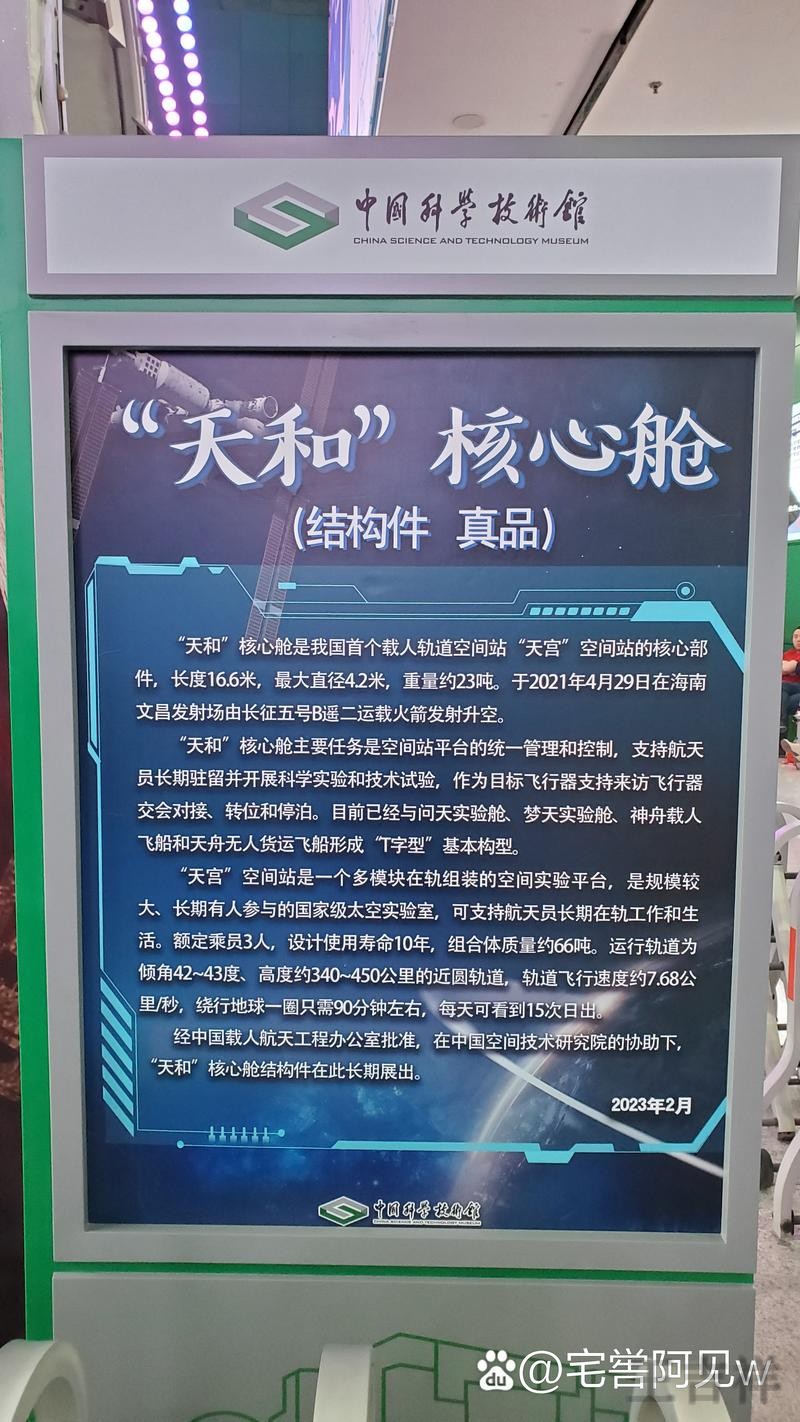 中国科学技術館
CHINA SCIENCE AND TECHNOLOGY MUSEUM
“天和”核心舱
(结构件 真品)
“天和”核心舱是我国首个载人轨道空间站“天宫”空间站的核心部
件，长度16.6米，最大直径4.2米，重量约23吨。于2021年4月29日在海南
文昌发射场由长征五号B遥二运载火箭发射升空。
“天和”核心舱主要任务是空间站平台的统一管理和控制，支持航天
员长期驻留并开展科学实验和技术试验，作为目标飞行器支持来访飞行器
交会对接、转位和停泊。目前已经与问天实验舱、梦天实验舱、神舟载人
飞船和天舟无人货运飞船形成“T字型”基本构型。
“天宫”空间站是一个多模块在轨组装的空间实验平台，是规模较
大、长期有人参与的国家级太空实验室，可支持航天员长期在轨工作和生
活。额定乘员3人，设计使用寿命10年，组合体质量约66吨。运行轨道为
倾角42~43度、高度约340~450公里的近圆轨道，轨道飞行速度约7.68公
里/秒，绕行地球一圈只需90分钟左右，每天可看到15次日出。
经中国载人航天工程办公室批准，在中国空间技术研究院的协助下，
“天和”核心舱结构件在此长期展出。
2023年2月
中国科学技術館
CHINA SCIENCE AND TECHNOLOGY MUSEUM
du @宅喾阿见w